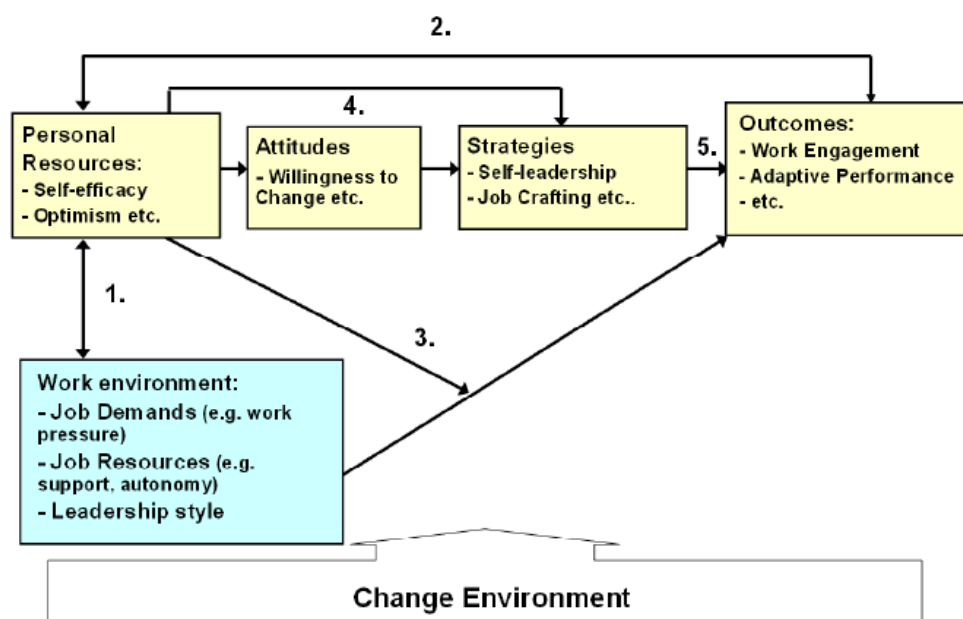 2.
4.
Personal
Resources:
- Self-efficacy
- Optimism etc.
Attitudes
- Willingness to
Change etc.
Strategies
- Self-leadership
- Job Crafting etc..
5.
Outcomes:
- Work Engagement
- Adaptive Performance
- etc.
1.
3.
Work environment:
- Job Demands (e.g. work
pressure)
- Job Resources (e.g.
support, autonomy)
- Leadership style
Change Environment